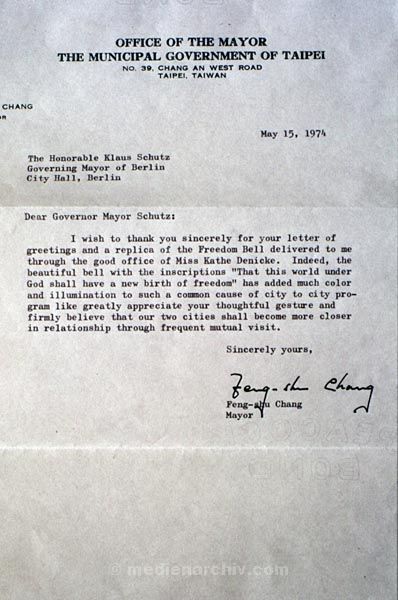 OFFICE OF THE MAYOR
THE MUNICIPAL GOVERNMENT OF TAIPEI
NO. 39, CHANG AN WEST ROAD
TAIPEI, TAIWAN
CHANG
May 15, 1974
The Honorable Klaus Schutz
Governing Mayor of Berlin
City Hall, Berlin
Dear Governor Mayor Schutz:
I wish to thank you sincerely for your letter of
greetings and a replica of the Freedom Bell delivered to me
through the good office of Miss Kathe Denicke. Indeed, the
beautiful bell with the inscriptions "That this world under
God shall have a new birth of freedom" has added much color
and illumination to such a common cause of city to city pro-
gram like greatly appreciate your thoughtful gesture and
firmly believe that our two cities shall become more closer
in relationship through frequent mutual visit.
Sincerely yours,
Feng-shu Chang
Feng-shu Chang
Mayor
© medienarchiv.com